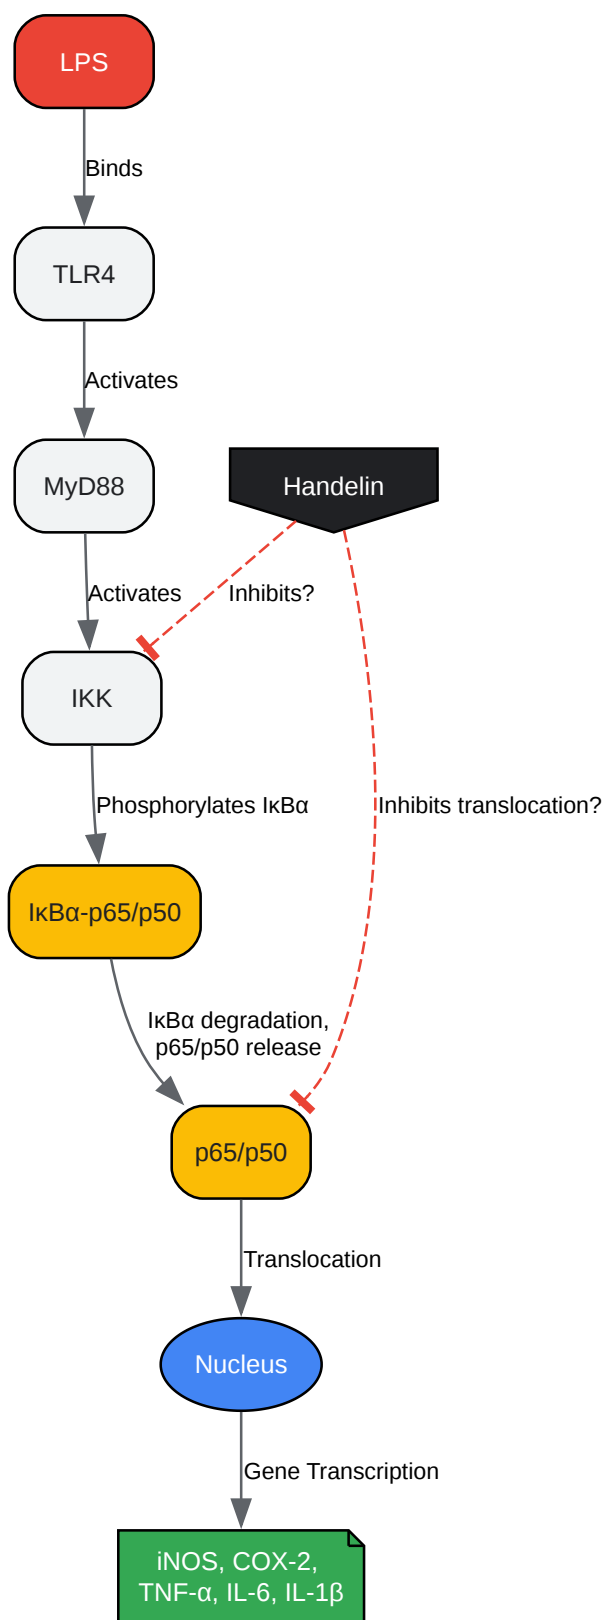 LPS
Binds
TLR4
Activates
MyD88
Handelin
Activates
Inhibits?
IKK
Phosphorylates IκBα
Inhibits translocation?
IκBα-p65/p50
IκBα degradation,
p65/p50 release
p65/p50
Translocation
Nucleus
Gene Transcription
iNOS, COX-2,
TNF-α, IL-6, IL-1β